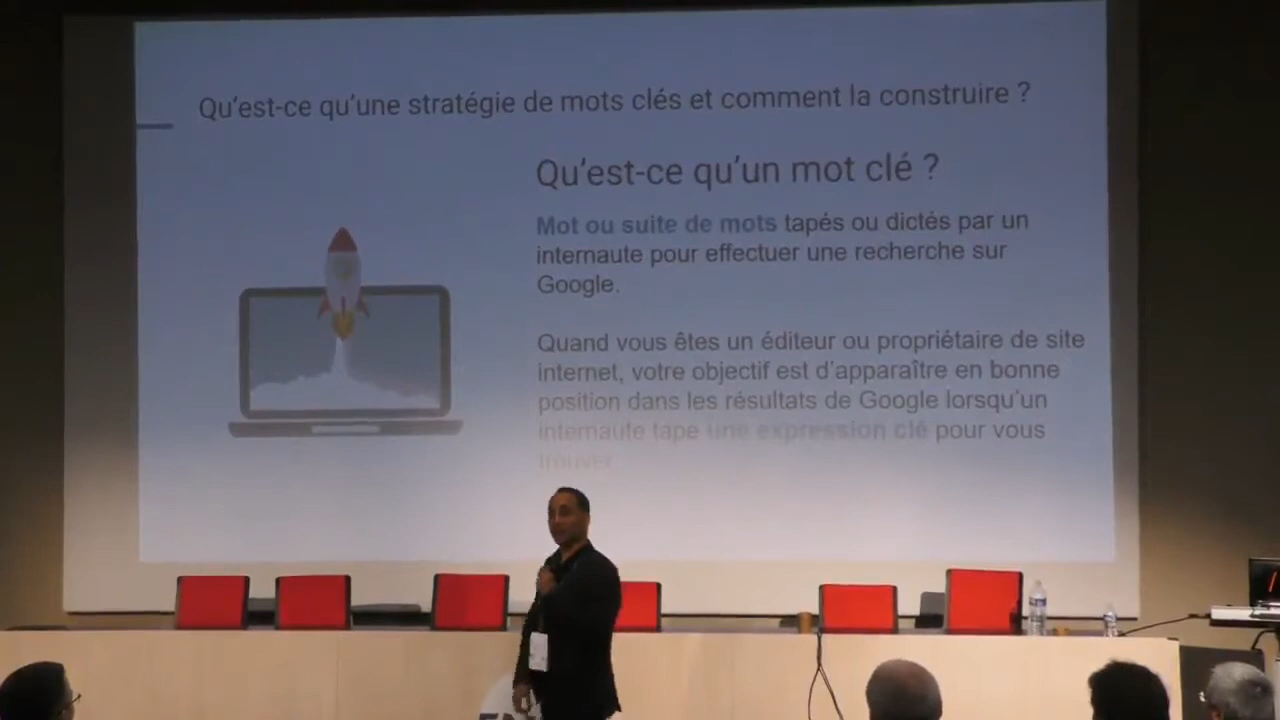 Qu'est-ce qu'une stratégie de mots clés et comment la construire ?
Qu'est-ce qu'un mot clé ?
Mot ou suite de mots tapés ou dictés par un
internaute pour effectuer une recherche sur
Google.
Quand vous êtes un éditeur ou propriétaire de site
internet, votre objectif est d'apparaître en bonne
position dans les résultats de Google lorsqu'un
internaute tape une expression clé pour vous
trouver